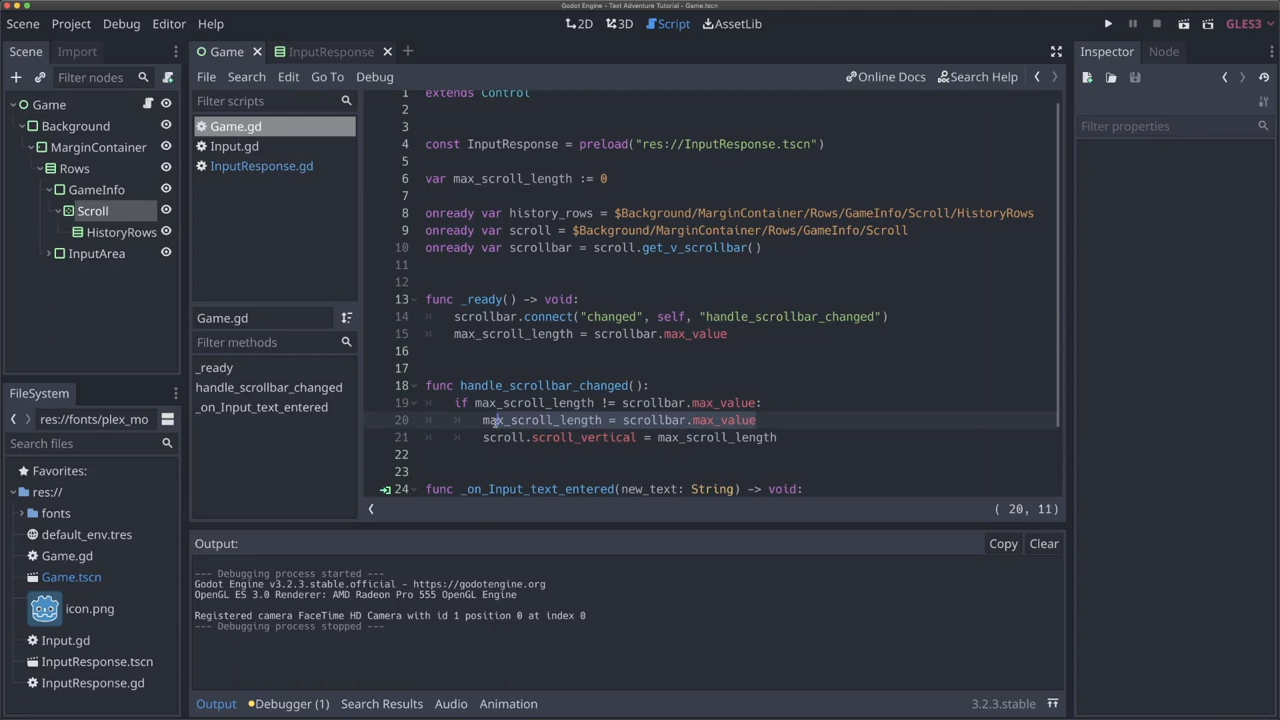 Godot Engine - Text Adventure Tutorial - Game.tscn
Scene Project Debug Editor Help
2D 3D Script AssetLib
GLES3
Scene Import
Filter nodes
Game
Background
MarginContainer
Rows
GameInfo
Scroll
HistoryRows
InputArea
FileSystem
res://fonts/plex_mo
Search files
Favorites:
res://
fonts
default_env.tres
Game.gd
Game.tscn
icon.png
Input.gd
InputResponse.tscn
InputResponse.gd
Game InputResponse
File Search Edit Go To Debug
Online Docs Search Help
Filter scripts
Game.gd
Input.gd
InputResponse.gd
Game.gd
Filter methods
_ready
handle_scrollbar_changed
_on_Input_text_entered
1 extends Control
2
3
4 const InputResponse = preload("res://InputResponse.tscn")
5
6 var max_scroll_length := 0
7
8 onready var history_rows = $Background/MarginContainer/Rows/GameInfo/Scroll/HistoryRows
9 onready var scroll = $Background/MarginContainer/Rows/GameInfo/Scroll
10 onready var scrollbar = scroll.get_v_scrollbar()
11
12
13 func _ready() -> void:
14 scrollbar.connect("changed", self, "handle_scrollbar_changed")
15 max_scroll_length = scrollbar.max_value
16
17
18 func handle_scrollbar_changed():
19 if max_scroll_length != scrollbar.max_value:
20 max_scroll_length = scrollbar.max_value
21 scroll.scroll_vertical = max_scroll_length
22
23
24 func _on_Input_text_entered(new_text: String) -> void:
( 20, 11)
Output:
Copy Clear
--- Debugging process started ---
Godot Engine v3.2.3.stable.official - https://godotengine.org
OpenGL ES 3.0 Renderer: AMD Radeon Pro 555 OpenGL Engine
Registered camera FaceTime HD Camera with id 1 position 0 at index 0
--- Debugging process stopped ---
Output Debugger (1) Search Results Audio Animation
3.2.3.stable
Inspector Node
Filter properties